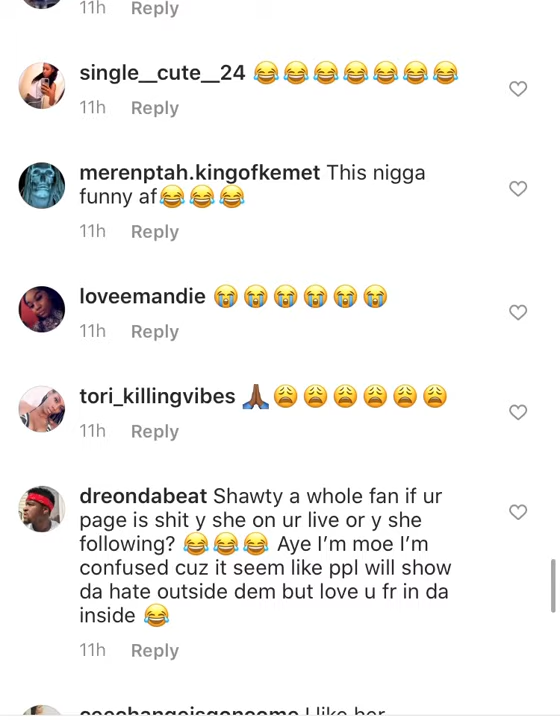 11h Reply
single__cute__24 😂😂😂😂😂😂😂
11h Reply
merenptah.kingofkemet This nigga
funny af😂😂😂
11h Reply
loveemandie 😭😭😭😭😭😭
11h Reply
tori_killingvibes 🙏🏾😩😩😩😩😩😩
11h Reply
dreondabeat Shawty a whole fan if ur
page is shit y she on ur live or y she
following? 😂😂😂 Aye I’m moe I’m
confused cuz it seem like ppl will show
da hate outside dem but love u fr in da
inside 😂
11h Reply
I like her